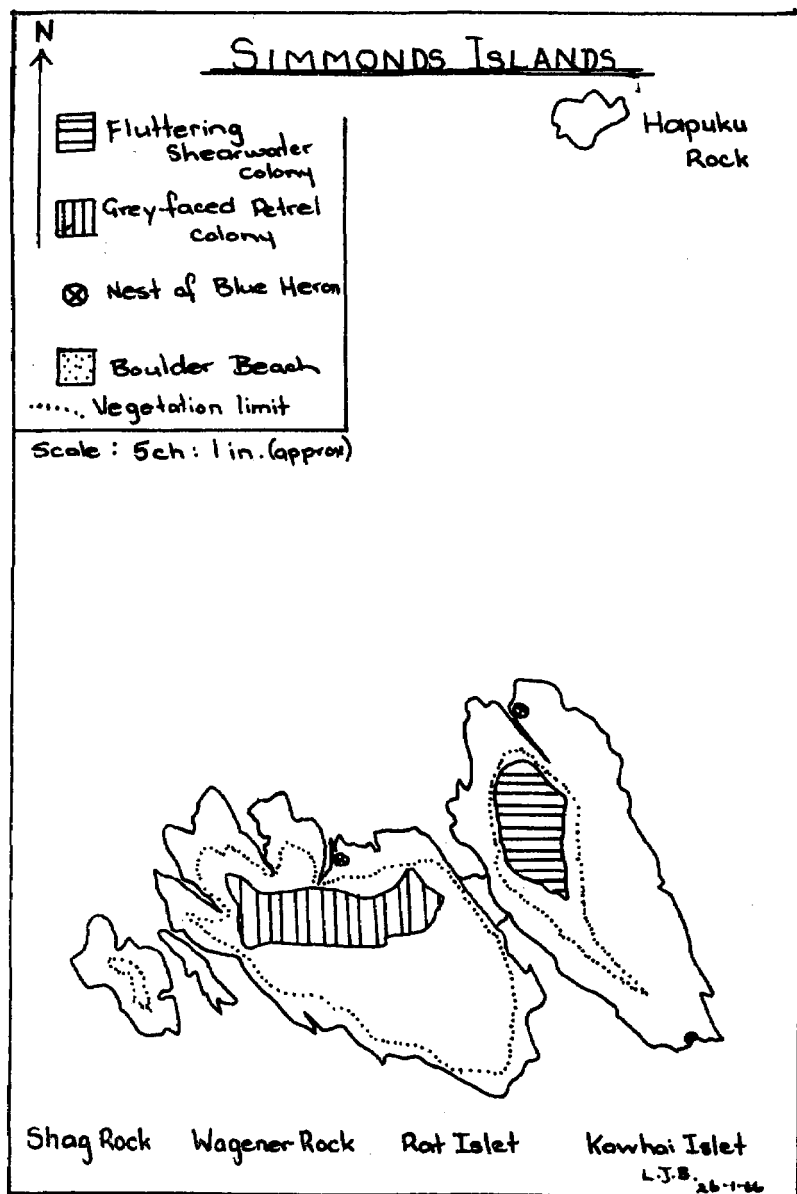 N
SIMMONDS ISLANDS
Fluttering
Shearwater
colony
Grey-faced Petrel
colony
Nest of Blue Heron
Boulder Beach
Vegetation limit
Scale : 5ch : 1 in. (approx)
Hapuku
Rock
Shag Rock Wagener Rock Rat Islet Kowhai Islet
L.J.B. 26-1-66